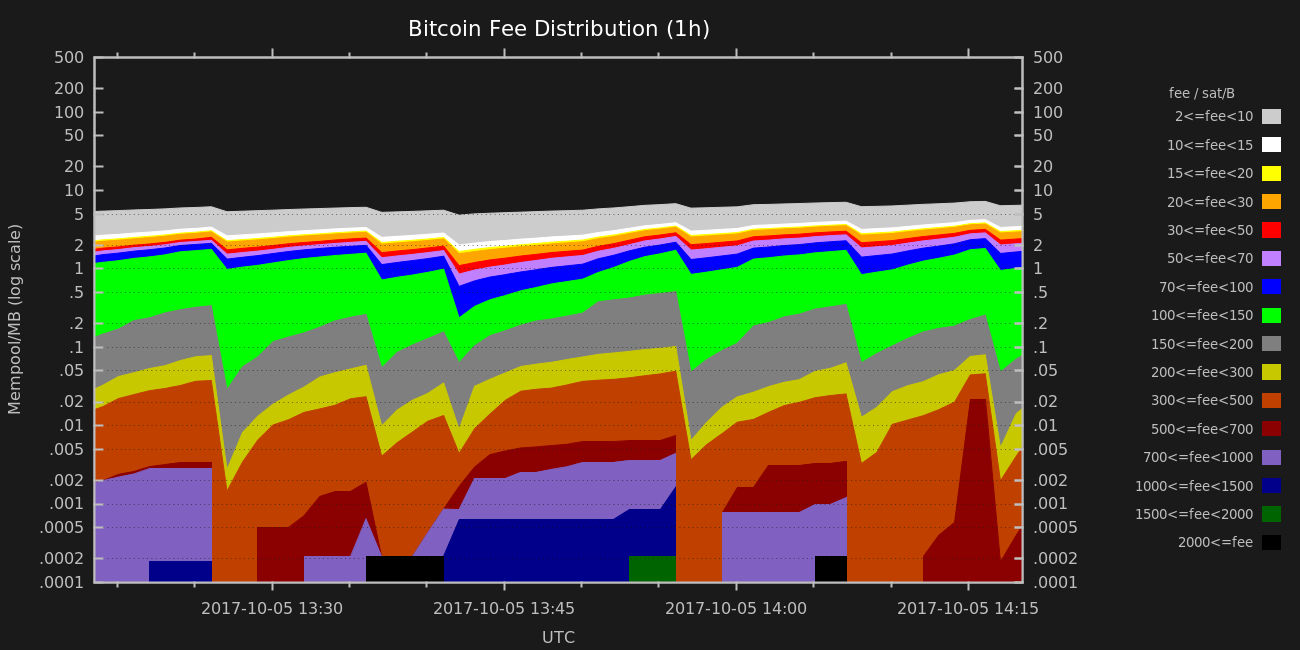 Bitcoin Fee Distribution (1h)
Mempool/MB (log scale)
500
200
100
50
20
10
5
2
1
.5
.2
.1
.05
.02
.01
.005
.002
.001
.0005
.0002
.0001
500
200
100
50
20
10
5
2
1
.5
.2
.1
.05
.02
.01
.005
.002
.001
.0005
.0002
.0001
fee / sat/B
2<=fee<10
10<=fee<15
15<=fee<20
20<=fee<30
30<=fee<50
50<=fee<70
70<=fee<100
100<=fee<150
150<=fee<200
200<=fee<300
300<=fee<500
500<=fee<700
700<=fee<1000
1000<=fee<1500
1500<=fee<2000
2000<=fee
2017-10-05 13:30
2017-10-05 13:45
2017-10-05 14:00
2017-10-05 14:15
UTC